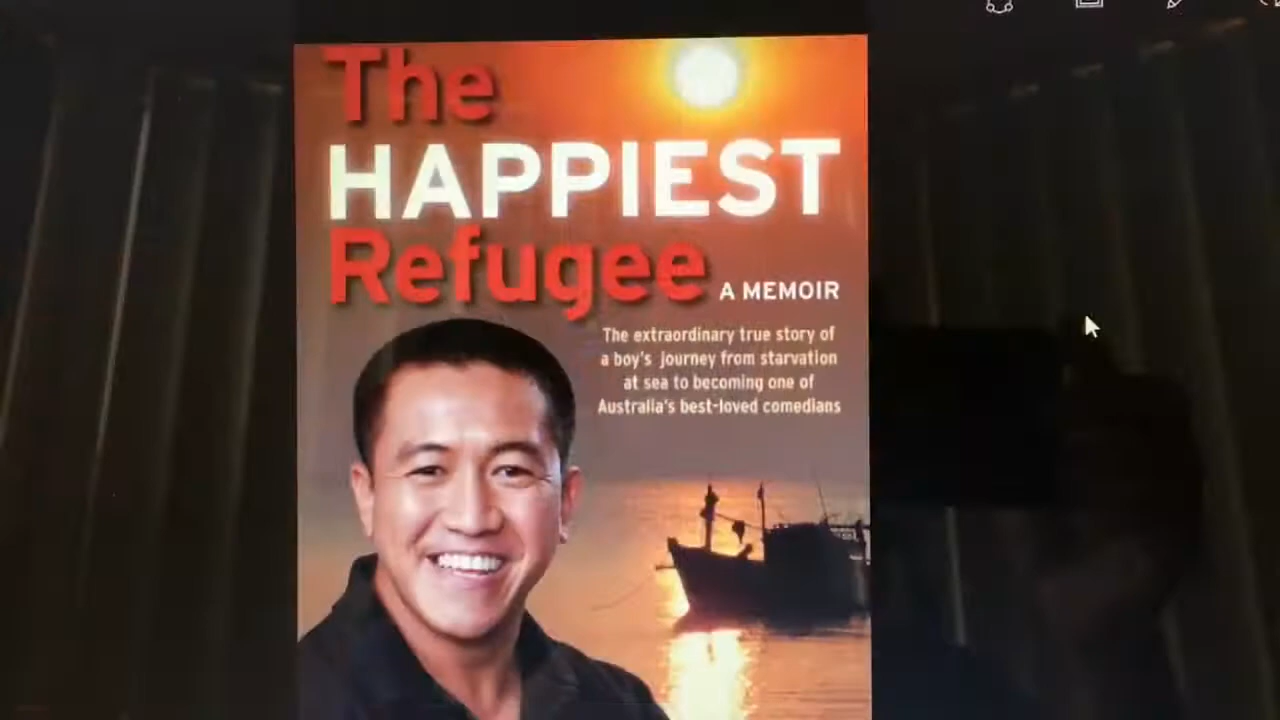 The
HAPPIEST
Refugee
A MEMOIR
The extraordinary true story of
a boy's journey from starvation
at sea to becoming one of
Australia's best-loved comedians